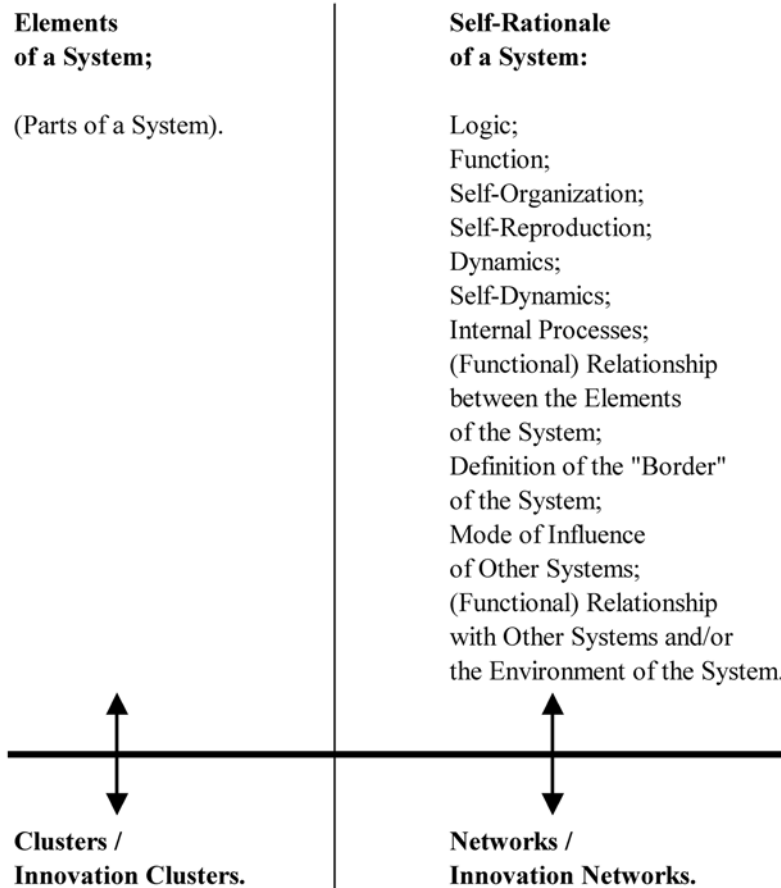 Elements
of a System;
(Parts of a System).
Self-Rationale
of a System:
Logic;
Function;
Self-Organization;
Self-Reproduction;
Dynamics;
Self-Dynamics;
Internal Processes;
(Functional) Relationship
between the Elements
of the System;
Definition of the "Border"
of the System;
Mode of Influence
of Other Systems;
(Functional) Relationship
with Other Systems and/or
the Environment of the System.
Clusters /
Innovation Clusters.
Networks /
Innovation Networks.